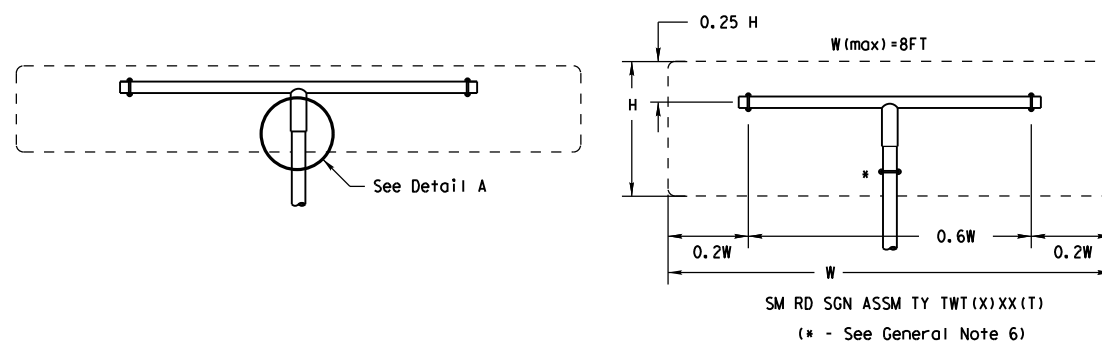 0.25 H
W(max)=8FT
H
See Detail A
*
0.2W
0.6W
0.2W
W
SM RD SGN ASSM TY TWT(X)XX(T)
(* - See General Note 6)